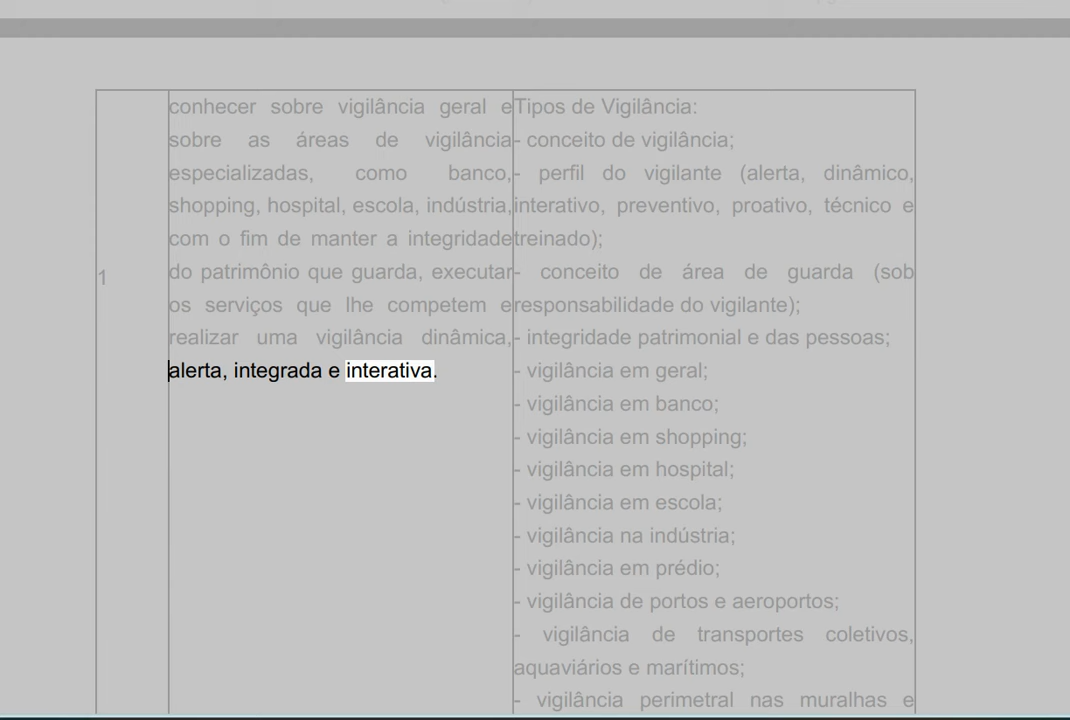 1
conhecer sobre vigilância geral e
sobre as áreas de vigilância
especializadas, como banco,
shopping, hospital, escola, indústria,
com o fim de manter a integridade
do patrimônio que guarda, executar
os serviços que lhe competem e
realizar uma vigilância dinâmica,
alerta, integrada e interativa.
Tipos de Vigilância:
- conceito de vigilância;
- perfil do vigilante (alerta, dinâmico,
interativo, preventivo, proativo, técnico e
treinado);
- conceito de área de guarda (sob
responsabilidade do vigilante);
- integridade patrimonial e das pessoas;
- vigilância em geral;
- vigilância em banco;
- vigilância em shopping;
- vigilância em hospital;
- vigilância em escola;
- vigilância na indústria;
- vigilância em prédio;
- vigilância de portos e aeroportos;
- vigilância de transportes coletivos,
aquaviários e marítimos;
- vigilância perimetral nas muralhas e